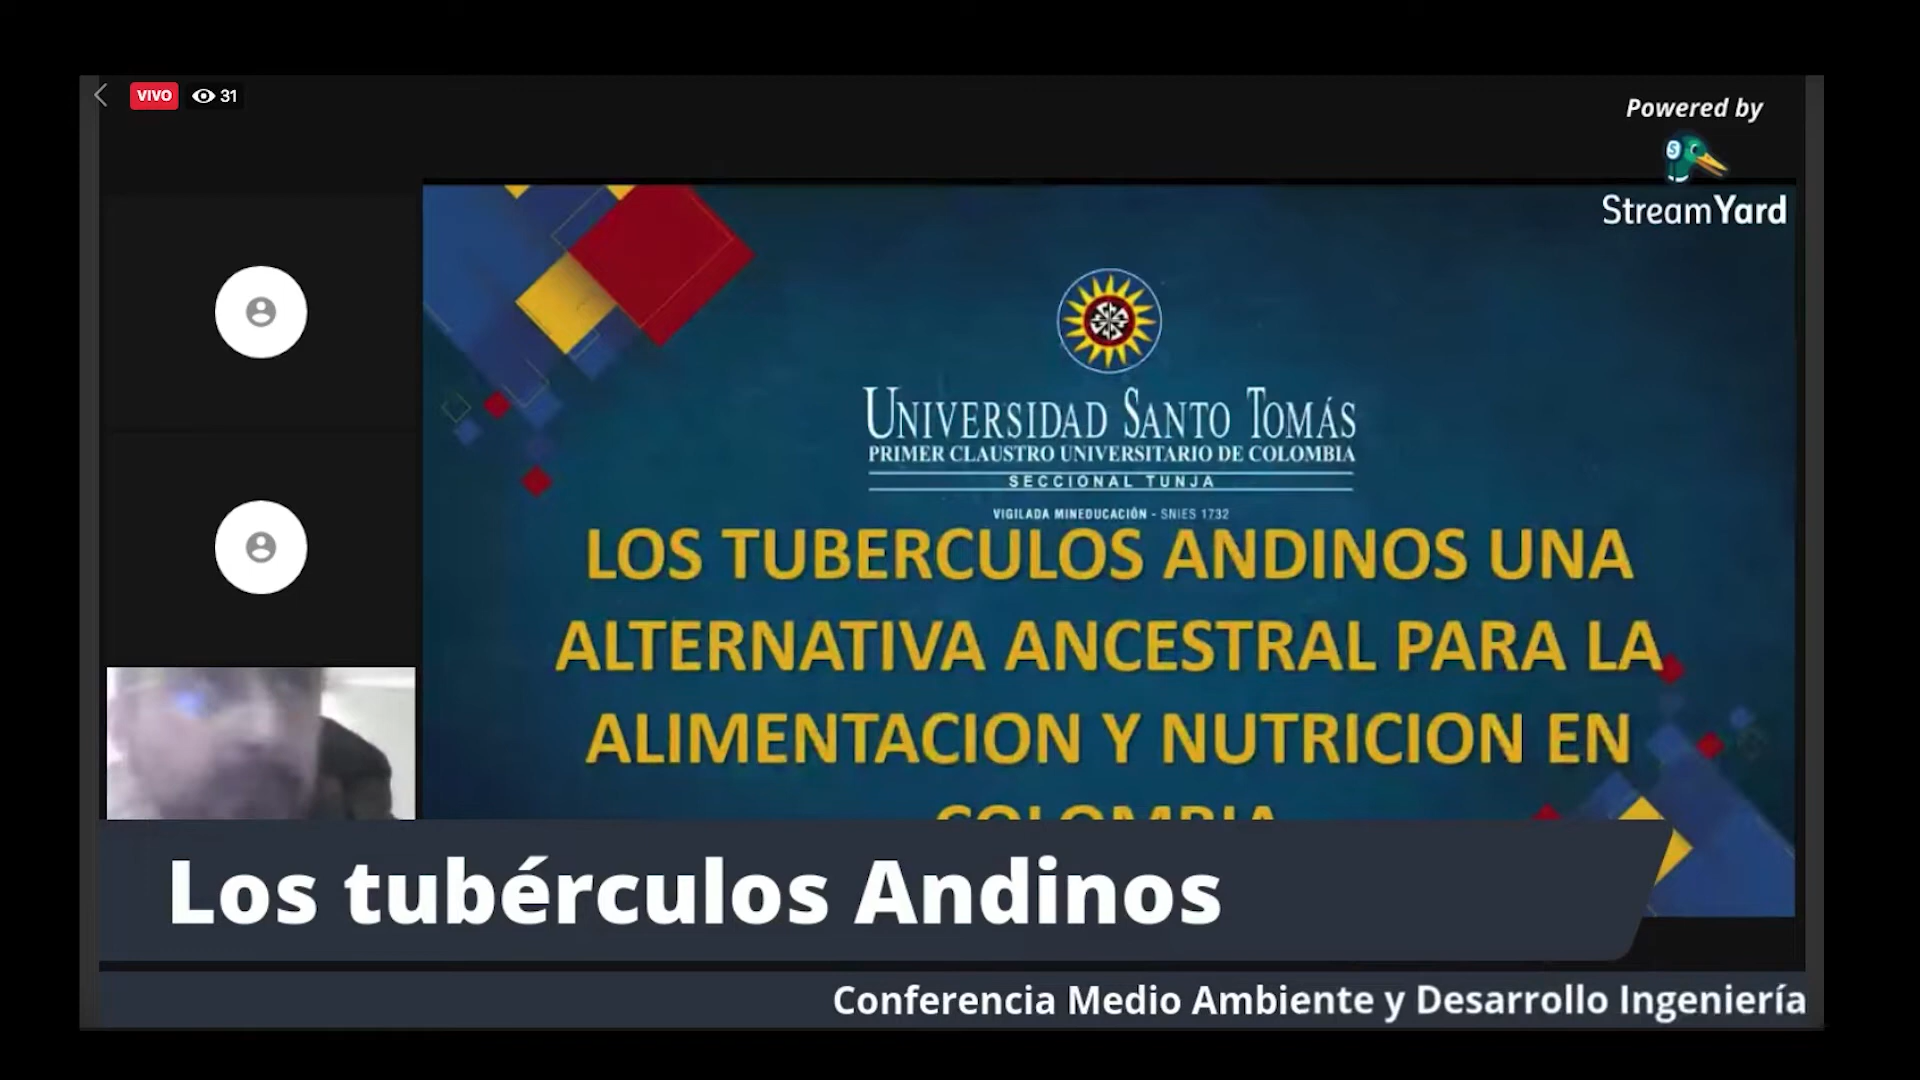 VIVO 31
Powered by
StreamYard
UNIVERSIDAD SANTO TOMÁS
PRIMER CLAUSTRO UNIVERSITARIO DE COLOMBIA
SECCIONAL TUNJA
VIGILADA MINEDUCACIÓN - SNIES 1732
LOS TUBERCULOS ANDINOS UNA
ALTERNATIVA ANCESTRAL PARA LA
ALIMENTACION Y NUTRICION EN
COLOMBIA
Los tubérculos Andinos
Conferencia Medio Ambiente y Desarrollo Ingeniería